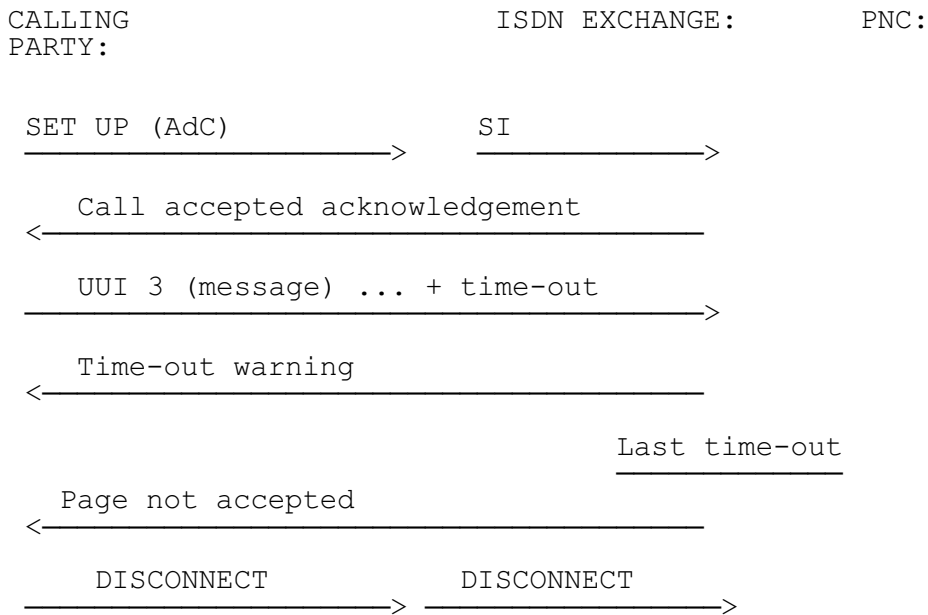 CALLING ISDN EXCHANGE: PNC:
PARTY:
SET UP (AdC) SI
Call accepted acknowledgement
UUI 3 (message) ... + time-out
Time-out warning
Last time-out
Page not accepted
DISCONNECT DISCONNECT